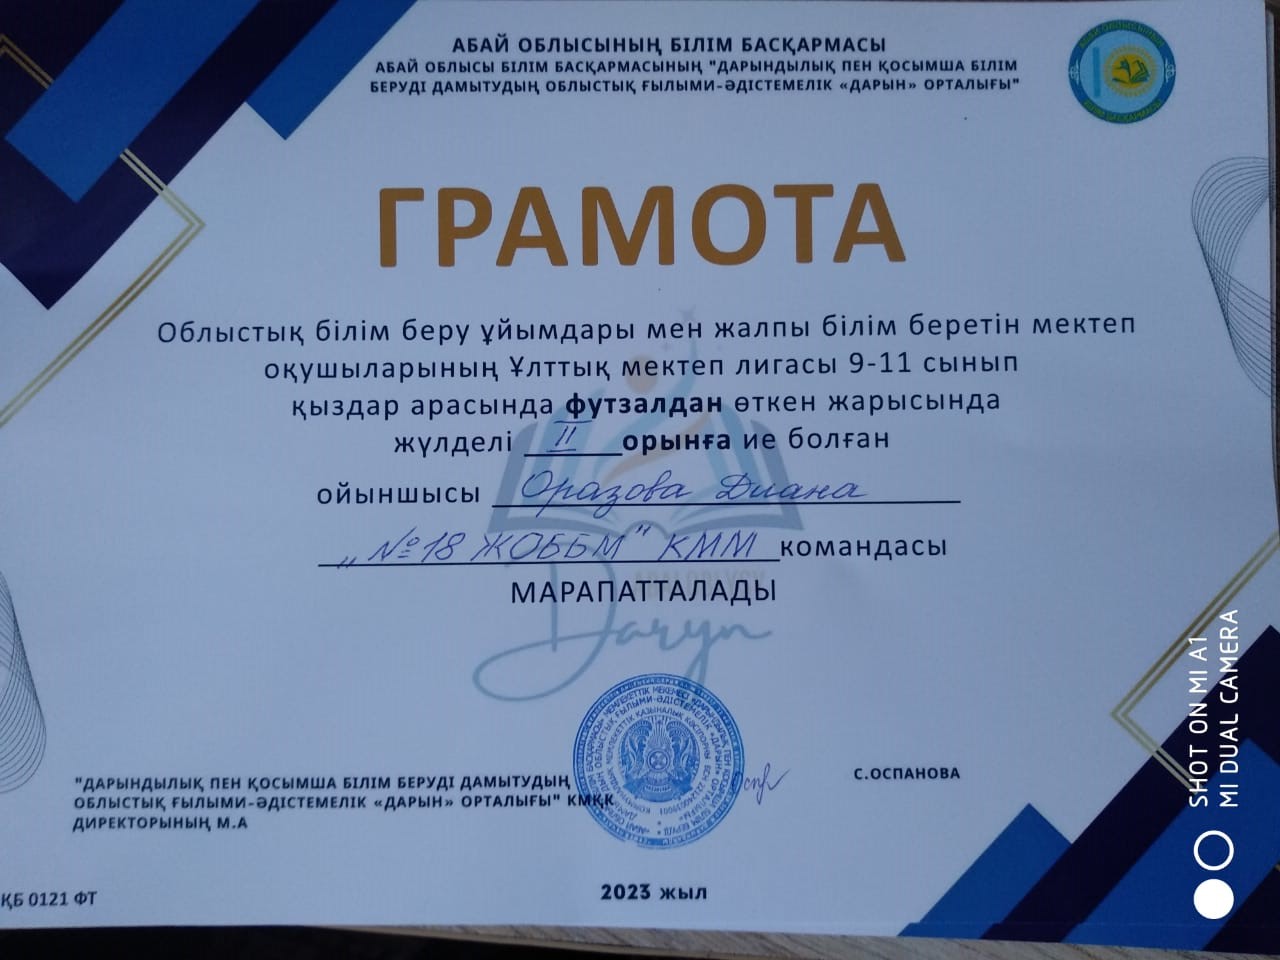 АБАЙ ОБЛЫСЫНЫҢ БІЛІМ БАСҚАРМАСЫ
АБАЙ ОБЛЫСЫ БІЛІМ БАСҚАРМАСЫНЫҢ "ДАРЫНДЫЛЫҚ ПЕН ҚОСЫМША БІЛІМ
БЕРУДІ ДАМЫТУДЫҢ ОБЛЫСТЫҚ ҒЫЛЫМИ-ӘДІСТЕМЕЛІК «ДАРЫН» ОРТАЛЫҒЫ"
ГРАМОТА
Облыстық білім беру ұйымдары мен жалпы білім беретін мектеп
оқушыларының Ұлттық мектеп лигасы 9-11 сынып
қыздар арасында футзалдан өткен жарысында
жүлделі II орынға ие болған
ойыншысы Оразова Диана
„№18 ЖОББМ" КММ командасы
МАРАПАТТАЛАДЫ
Daryn
"ДАРЫНДЫЛЫҚ ПЕН ҚОСЫМША БІЛІМ БЕРУДІ ДАМЫТУДЫҢ
ОБЛЫСТЫҚ ҒЫЛЫМИ-ӘДІСТЕМЕЛІК «ДАРЫН» ОРТАЛЫҒЫ" КМҚК
ДИРЕКТОРЫНЫҢ М.А
С.ОСПАНОВА
2023 жыл
ҚБ 0121 ФТ
SHOT ON MI A1
MI DUAL CAMERA